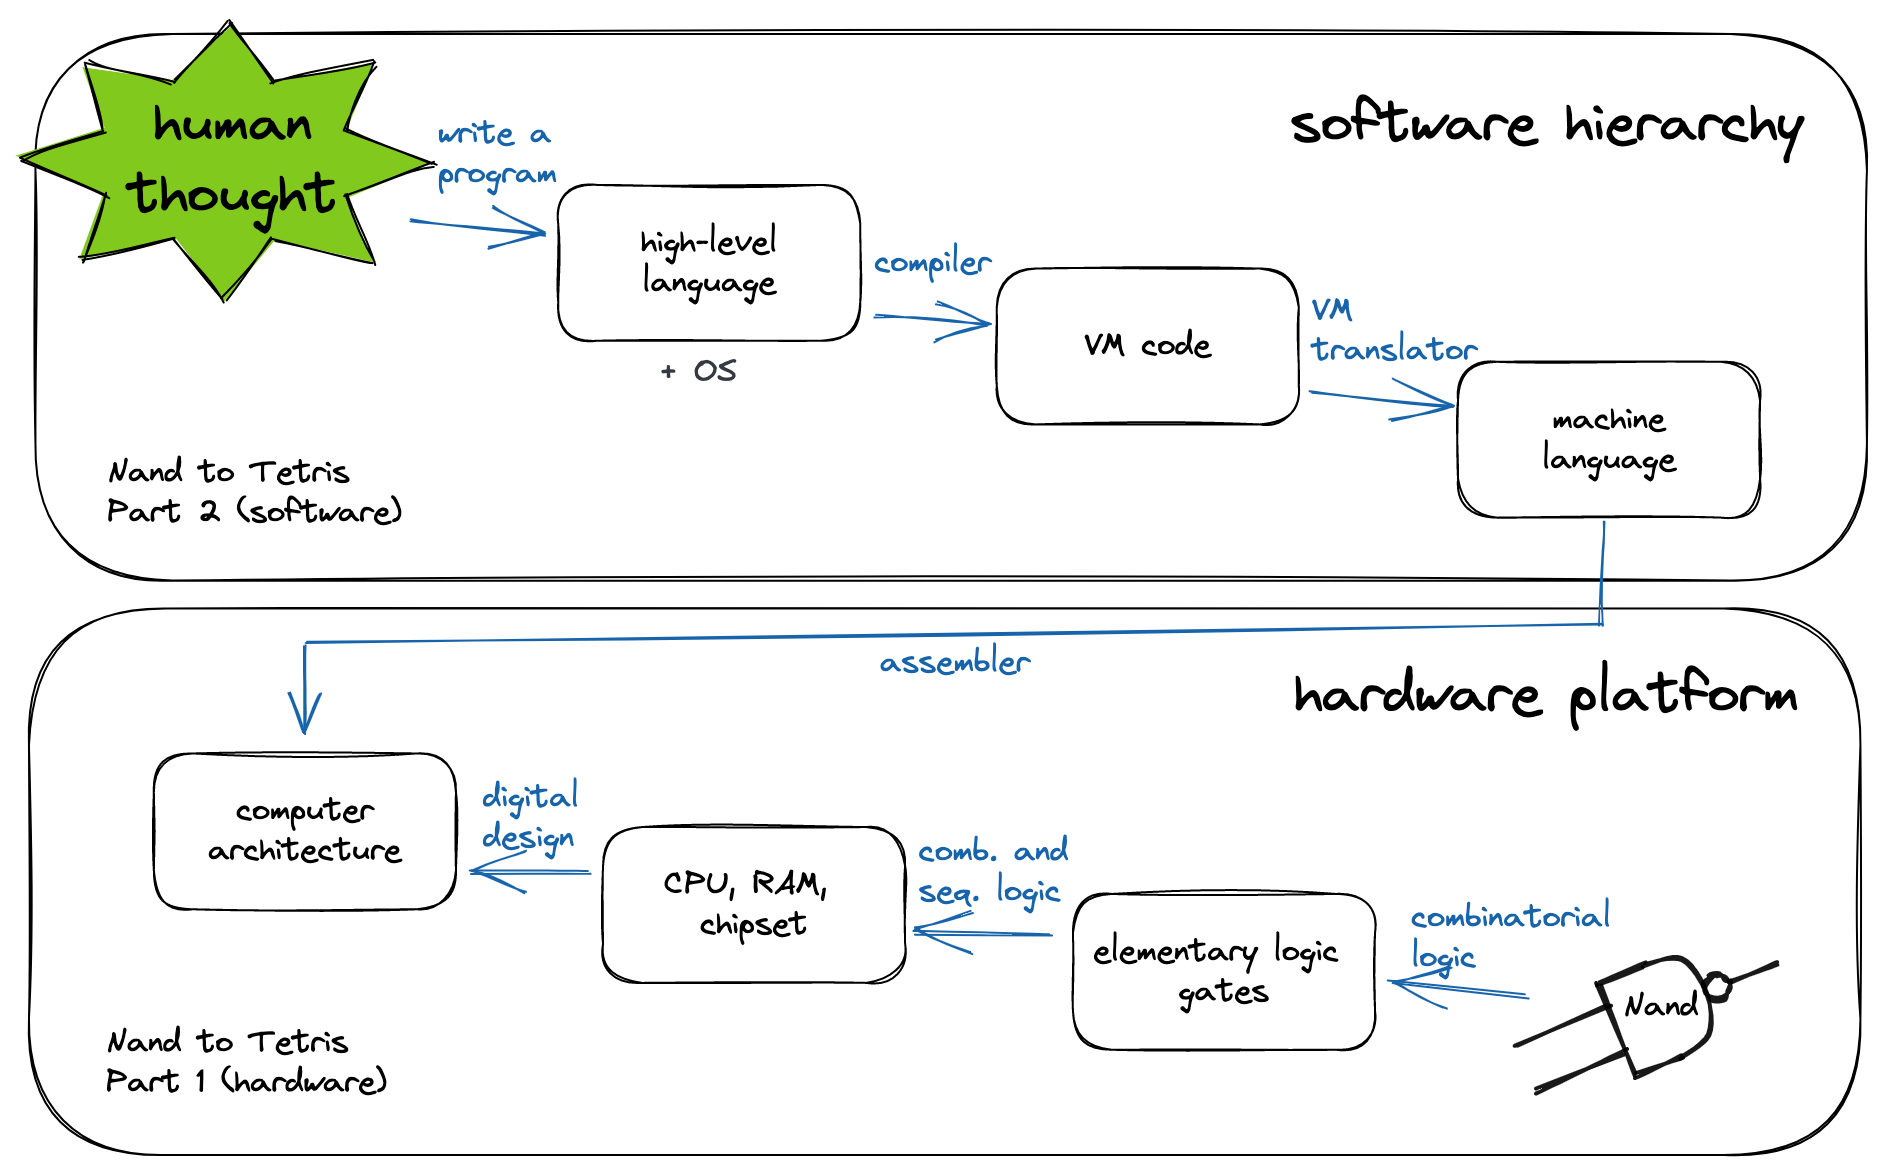 human
thought
write a
program
software hierarchy
high-level
language
+ OS
compiler
VM code
VM
translator
machine
language
Nand to Tetris
Part 2 (software)
assembler
hardware platform
computer
architecture
digital
design
CPU, RAM,
chipset
comb. and
seq. logic
elementary logic
gates
combinatorial
logic
Nand
Nand to Tetris
Part 1 (hardware)